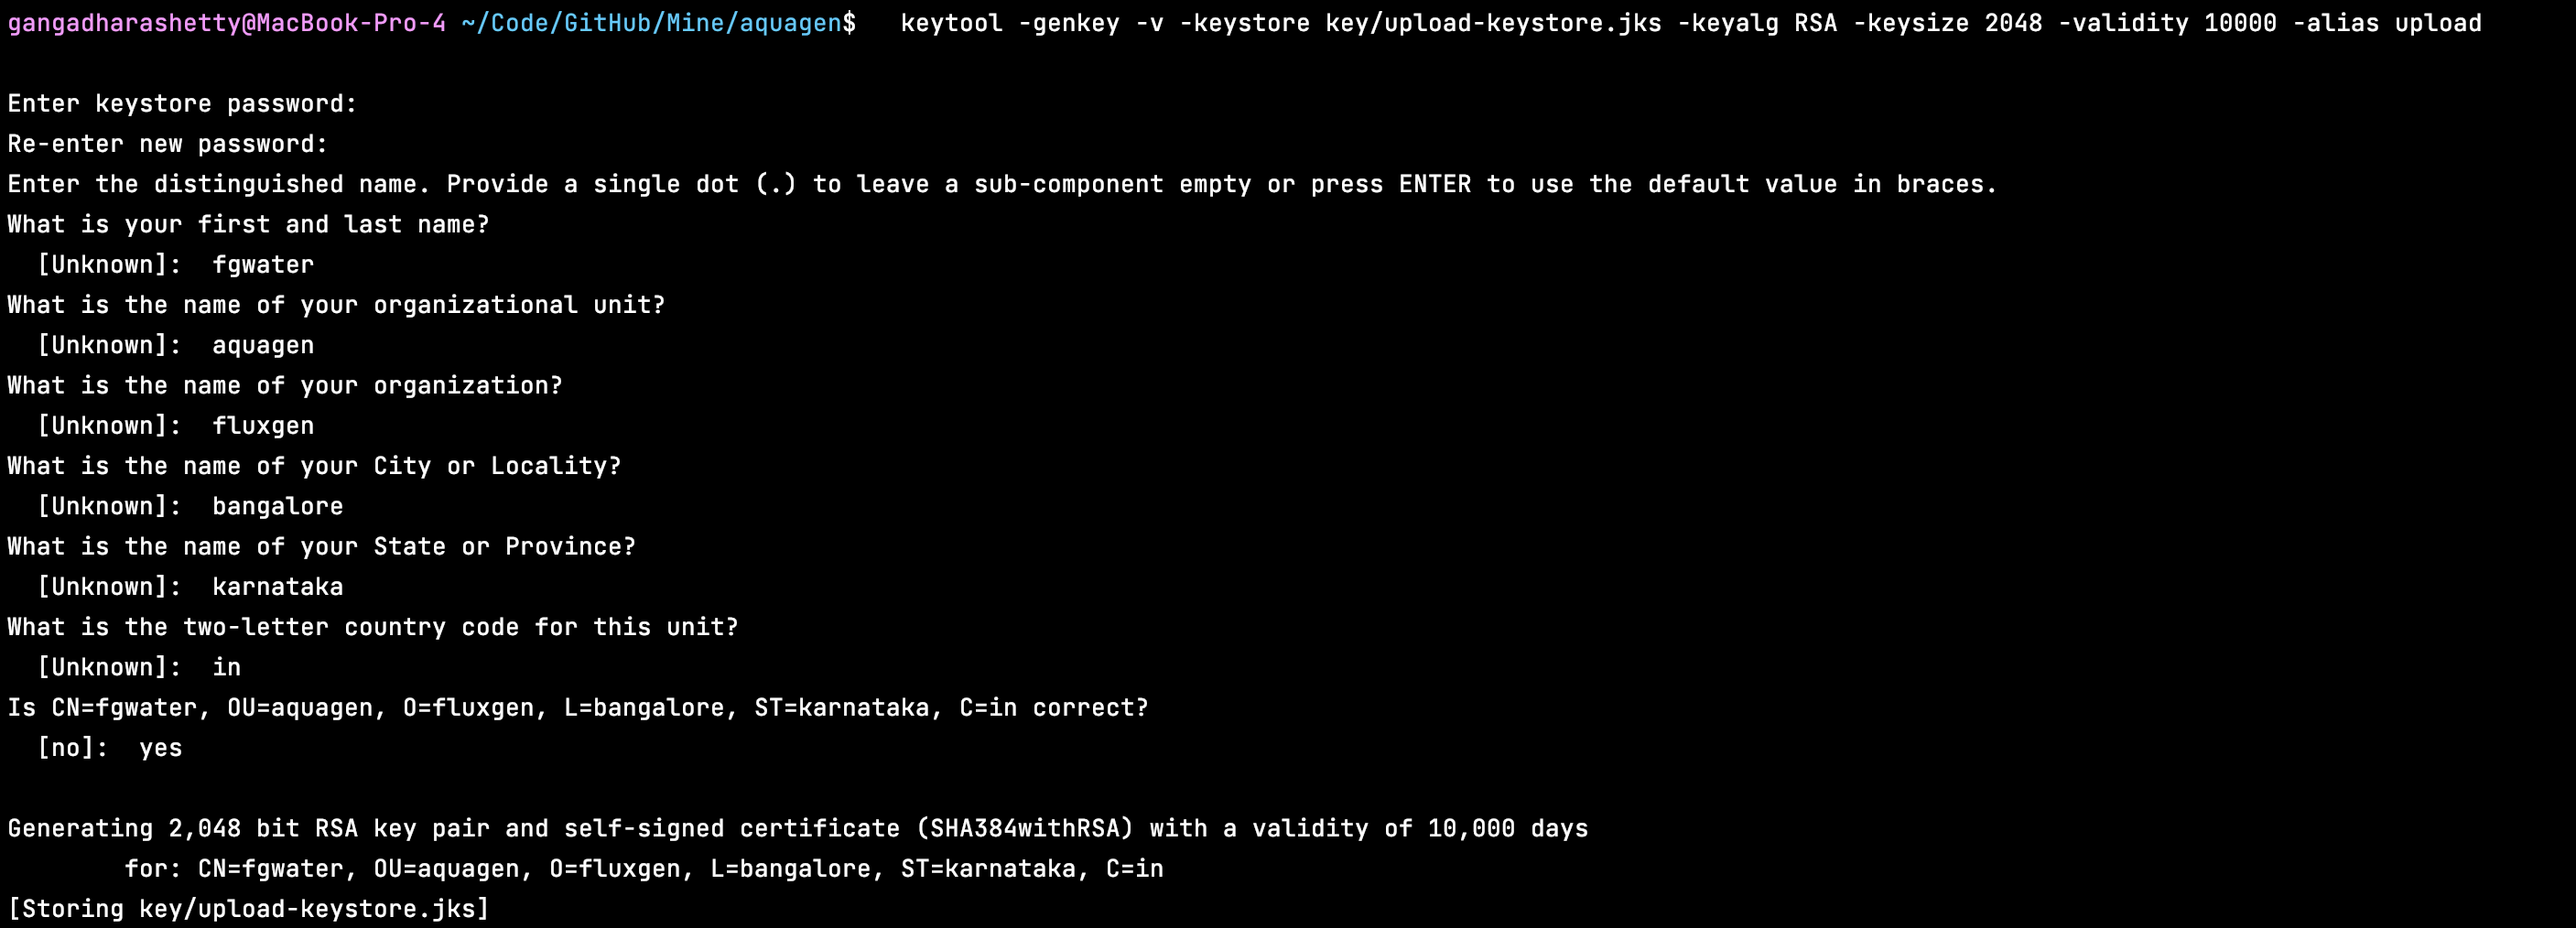 gangadharashetty@MacBook-Pro-4 ~/Code/GitHub/Mine/aquagen$   keytool -genkey -v -keystore key/upload-keystore.jks -keyalg RSA -keysize 2048 -validity 10000 -alias upload
Enter keystore password:
Re-enter new password:
Enter the distinguished name. Provide a single dot (.) to leave a sub-component empty or press ENTER to use the default value in braces.
What is your first and last name?
  [Unknown]:  fgwater
What is the name of your organizational unit?
  [Unknown]:  aquagen
What is the name of your organization?
  [Unknown]:  fluxgen
What is the name of your City or Locality?
  [Unknown]:  bangalore
What is the name of your State or Province?
  [Unknown]:  karnataka
What is the two-letter country code for this unit?
  [Unknown]:  in
Is CN=fgwater, OU=aquagen, O=fluxgen, L=bangalore, ST=karnataka, C=in correct?
  [no]:  yes
Generating 2,048 bit RSA key pair and self-signed certificate (SHA384withRSA) with a validity of 10,000 days
        for: CN=fgwater, OU=aquagen, O=fluxgen, L=bangalore, ST=karnataka, C=in
[Storing key/upload-keystore.jks]